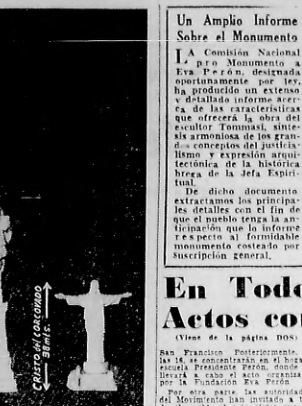 Un Amplio Informe
Sobre el Monumento
LA Comisión Nacional
pro Monumento a
Eva Perón, designada
oportunamente por ley,
ha producido un extenso
y detallado informe acer-
ca de las características
que ofrecerá la obra del
escultor Tommasi, sínte-
sis armoniosa de los gran-
des conceptos del justicia-
lismo y expresión arqui-
tectónica de la histórica
brega de la Jefa Espiri-
tual.
De dicho documento
extractamos los principa-
les detalles con el fin de
que el pueblo tenga la an-
ticipación que lo informe
respecto al formidable
monumento costeado por
suscripción general.
CRISTO del CORCOVADO
38 mts.
En Todo
Actos con
(Viene de la página DOS)
San Francisco Posteriormente,
las 16, se concentrarán en el hoga
escuela Presidente Perón, donde
llevará a cabo el acto organiza
por la Fundación Eva Perón
Por otra parte, las autoridad
del Movimiento han invitado a t